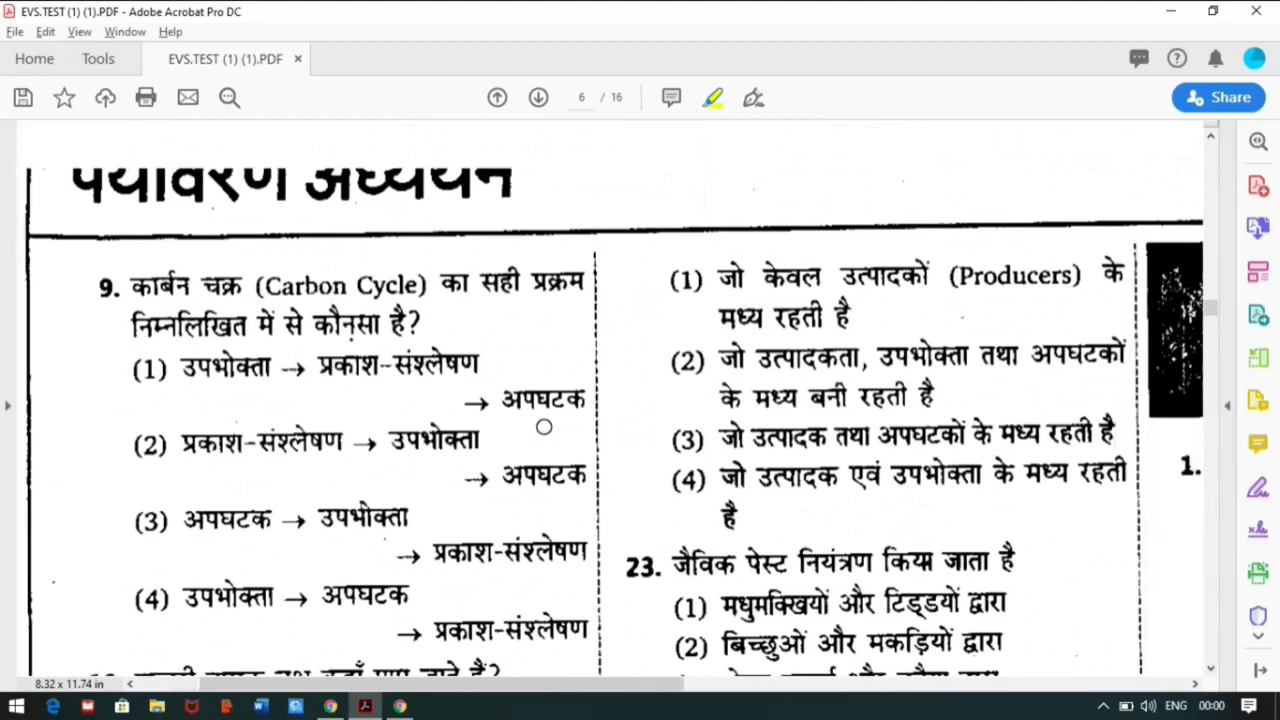 EVS.TEST (1) (1).PDF - Adobe Acrobat Pro DC
File Edit View Window Help
Home Tools EVS.TEST (1) (1).PDF ×
6 / 16
Share
पर्यावरण अध्ययन
9. कार्बन चक्र (Carbon Cycle) का सही प्रक्रम
निम्नलिखित में से कौनसा है?
(1) उपभोक्ता → प्रकाश-संश्लेषण
→ अपघटक
(2) प्रकाश-संश्लेषण → उपभोक्ता
→ अपघटक
(3) अपघटक → उपभोक्ता
→ प्रकाश-संश्लेषण
(4) उपभोक्ता → अपघटक
→ प्रकाश-संश्लेषण
(1) जो केवल उत्पादकों (Producers) के
मध्य रहती है
(2) जो उत्पादकता, उपभोक्ता तथा अपघटकों
के मध्य बनी रहती है
(3) जो उत्पादक तथा अपघटकों के मध्य रहती है
(4) जो उत्पादक एवं उपभोक्ता के मध्य रहती
है
23. जैविक पेस्ट नियंत्रण किया जाता है
(1) मधुमक्खियों और टिड्डयों द्वारा
(2) बिच्छुओं और मकड़ियों द्वारा
1.
8.32 x 11.74 in
ENG 00:00